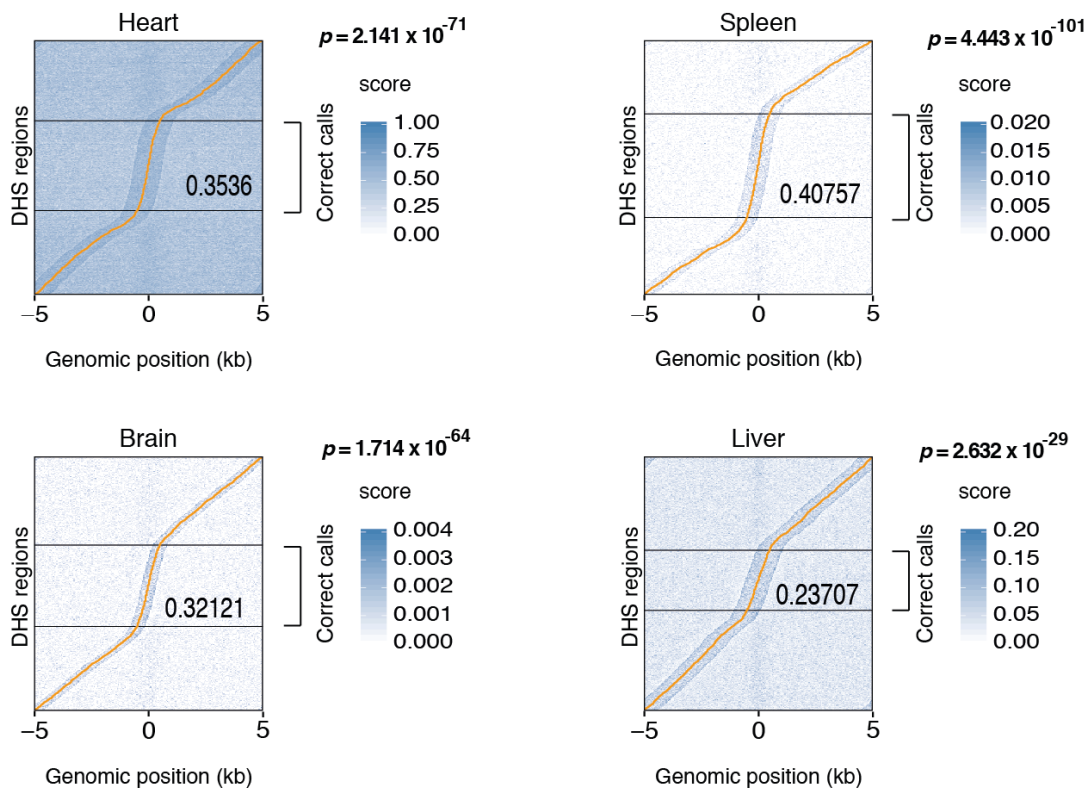 Heart
p = 2.141 x 10-71
score
1.00
0.75
0.50
0.25
0.00
DHS regions
0.3536
Correct calls
−5 0 5
Genomic position (kb)
Spleen
p = 4.443 x 10-101
score
0.020
0.015
0.010
0.005
0.000
DHS regions
0.40757
Correct calls
−5 0 5
Genomic position (kb)
Brain
p = 1.714 x 10-64
score
0.004
0.003
0.002
0.001
0.000
DHS regions
0.32121
Correct calls
−5 0 5
Genomic position (kb)
Liver
p = 2.632 x 10-29
score
0.20
0.15
0.10
0.05
0.00
DHS regions
0.23707
Correct calls
−5 0 5
Genomic position (kb)